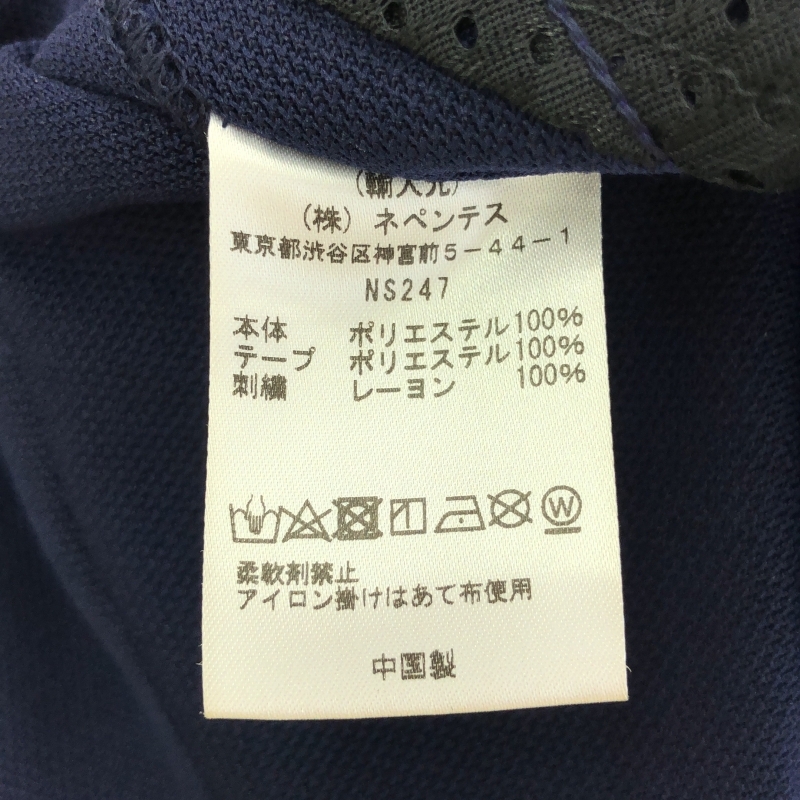 (輸入元)
(株) ネペンテス
東京都渋谷区神宮前5-44-1
NS247
本体 ポリエステル100%
テープ ポリエステル100%
刺繍 レーヨン 100%
W
柔軟剤禁止
アイロン掛けはあて布使用
中国製